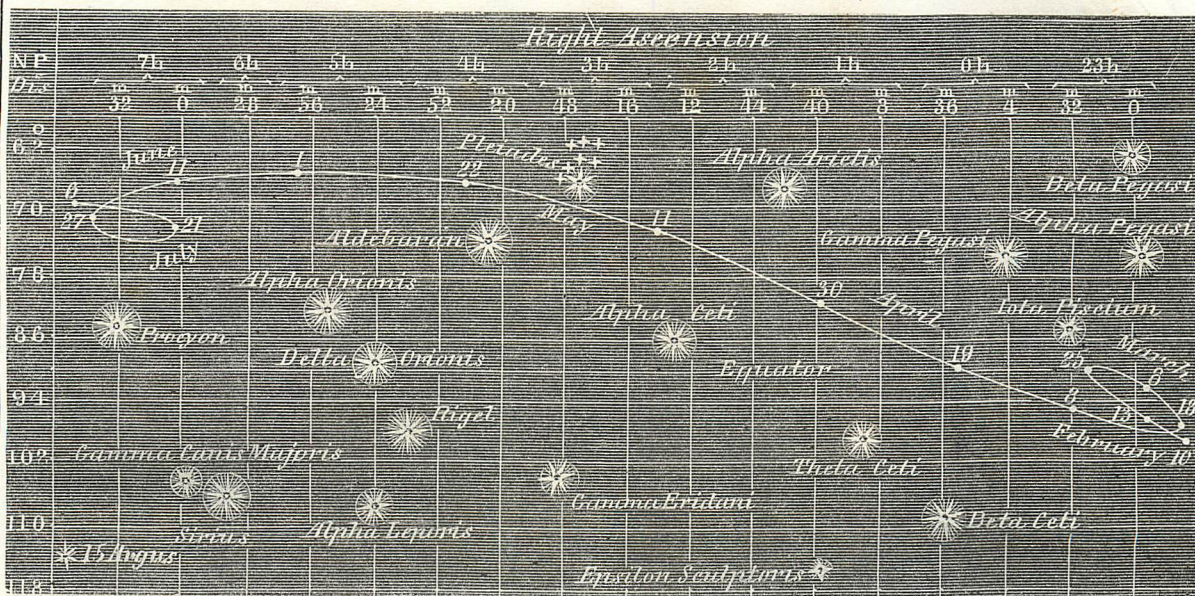 Right Ascension
N P 7h 6h 5h 4h 3h 2h 1h 0h 23h
Dis m m m m m m m m m m m m m m m m m
32 0 28 56 24 52 20 48 16 12 44 40 8 36 4 32 0
o
62
Pleiades
Alpha Arietis
June
11 1 22
Beta Pegasi
6
70 27 21
May
11
Alpha Pegasi
July
Aldebaran
Gamma Pegasi
78
Alpha Orionis
30 April
Iota Piscium
Alpha Ceti
86 Procyon
March
Delta Orionis
Equator
19
25
94
Rigel
8
13
February
10
102
Gamma Canis Majoris
Theta Ceti
Gamma Eridani
110
Sirius
Alpha Leporis
Beta Ceti
15 Argus
Epsilon Sculptoris
118